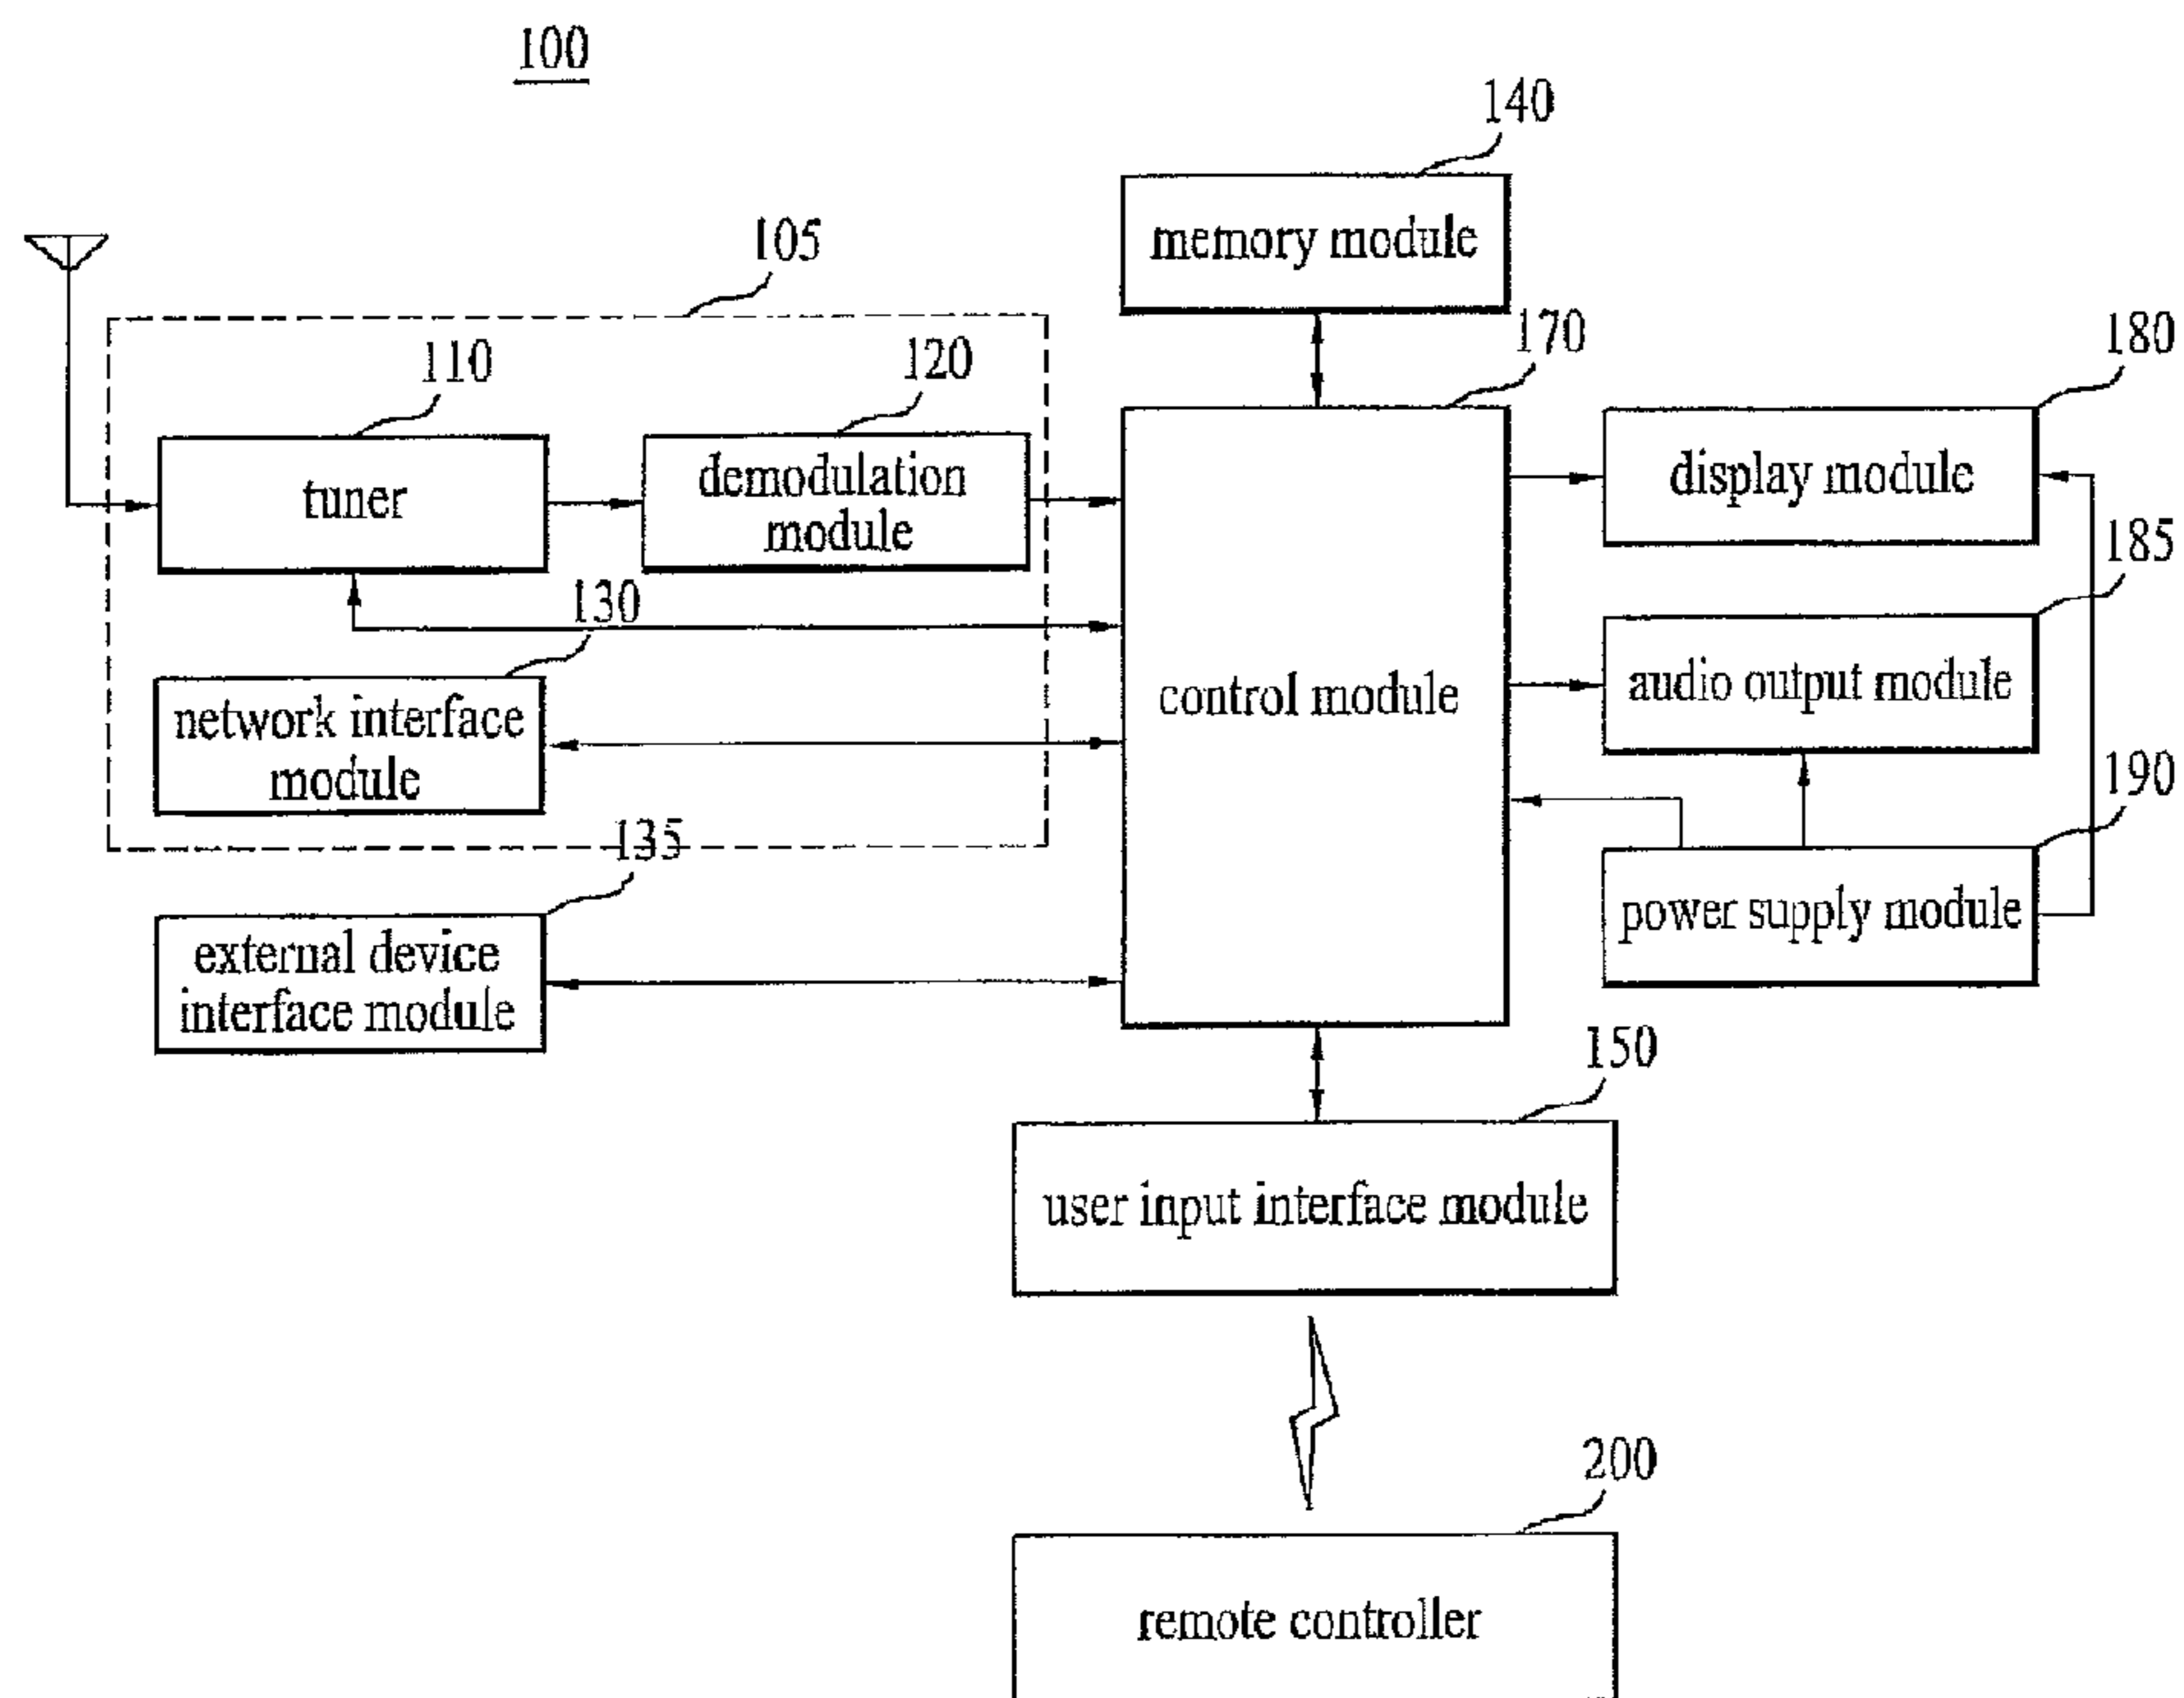 100
140
memory module
105
170
180
110
120
tuner
demodulation
module
display module
185
130
control module
audio output module
network interface
module
190
135
power supply module
external device
interface module
150
user input interface module
200
remote controller